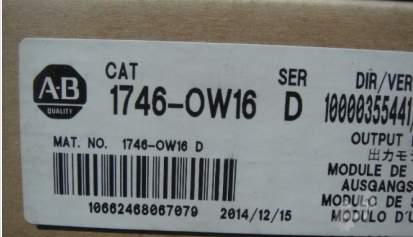 A-B
QUALITY
CAT
1746-OW16
SER
D
DIR/VER
10000355441
OUTPUT
出力モ
MODULE DE
AUSGANGS
MODULO DE
MODULO D'U
MAT. NO. 1746-OW16 D
10662468067079 2014/12/15